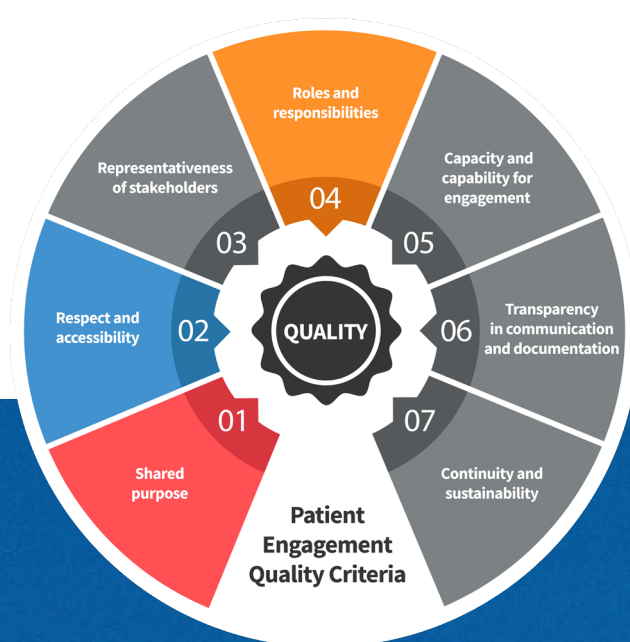 Roles and
responsibilities
04
Representativeness
of stakeholders
03
Capacity and
capability for
engagement
05
Respect and
accessibility
02
QUALITY
06
Transparency
in communication
and documentation
01
Shared
purpose
07
Continuity and
sustainability
Patient
Engagement
Quality Criteria